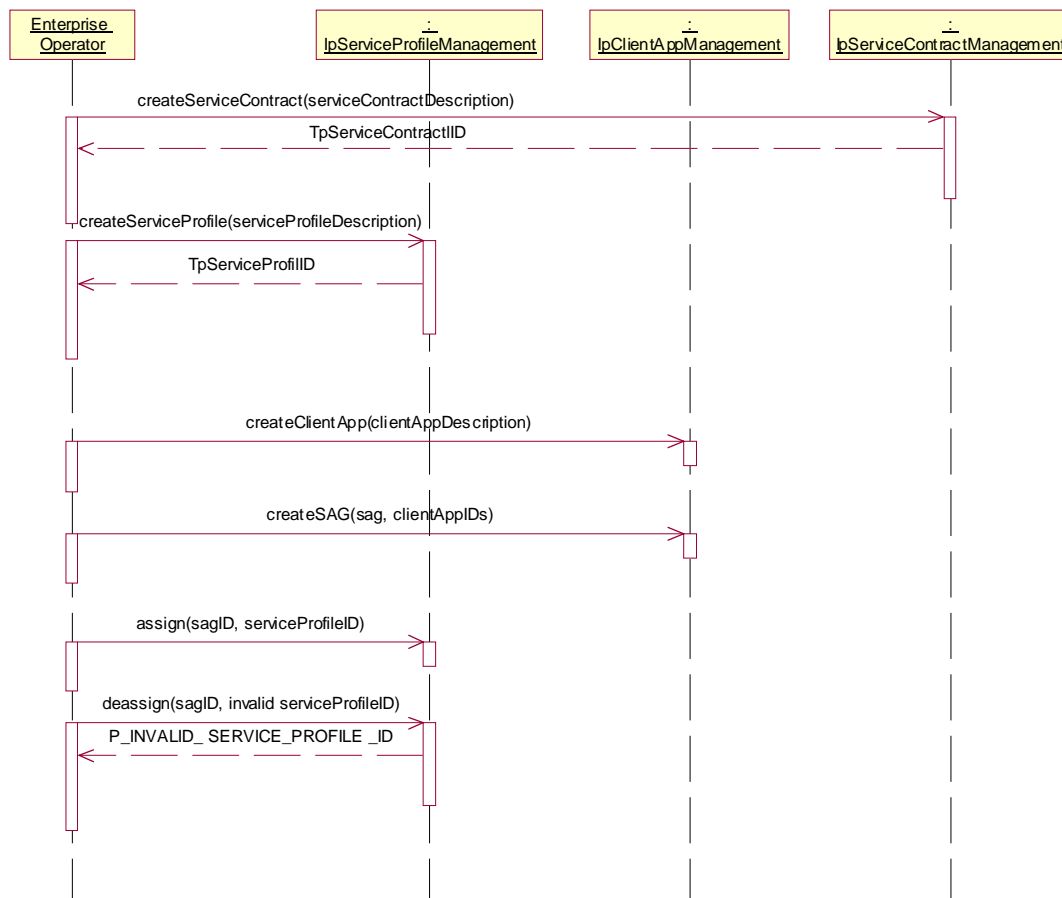 Enterprise
Operator
:
IpServiceProfileManagement
:
IpClientAppManagement
:
IpServiceContractManagement
createServiceContract(serviceContractDescription)
TpServiceContractIID
createServiceProfile(serviceProfileDescription)
TpServiceProfilID
createClientApp(clientAppDescription)
createSAG(sag, clientAppIDs)
assign(sagID, serviceProfileID)
deassign(sagID, invalid serviceProfileID)
P_INVALID_ SERVICE_PROFILE _ID